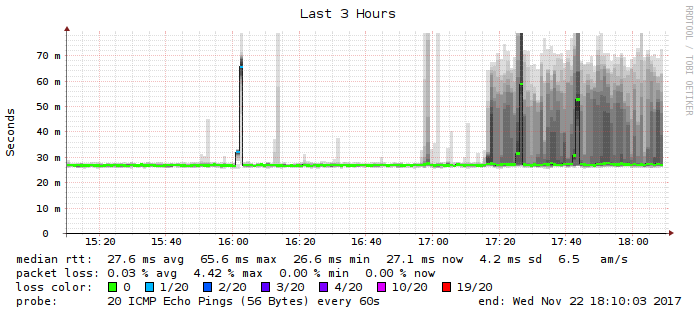 Last 3 Hours
RRDTOOL / TOBI OETIKER
Seconds
70 m
60 m
50 m
40 m
30 m
20 m
10 m
0
15:20 15:40 16:00 16:20 16:40 17:00 17:20 17:40 18:00
median rtt: 27.6 ms avg 65.6 ms max 26.6 ms min 27.1 ms now 4.2 ms sd 6.5 am/s
packet loss: 0.03 % avg 4.42 % max 0.00 % min 0.00 % now
loss color: 0 1/20 2/20 3/20 4/20 10/20 19/20
probe: 20 ICMP Echo Pings (56 Bytes) every 60s end: Wed Nov 22 18:10:03 2017